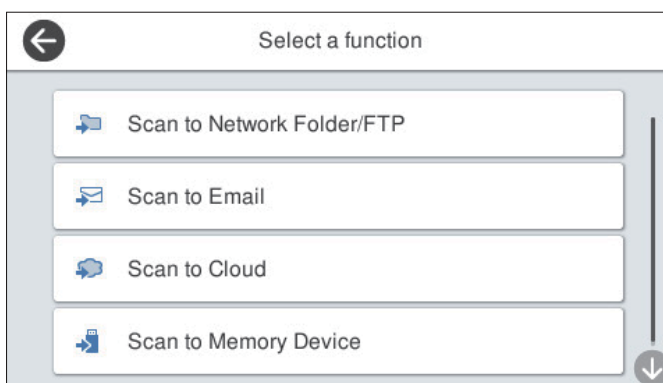 Select a function
Scan to Network Folder/FTP
Scan to Email
Scan to Cloud
Scan to Memory Device